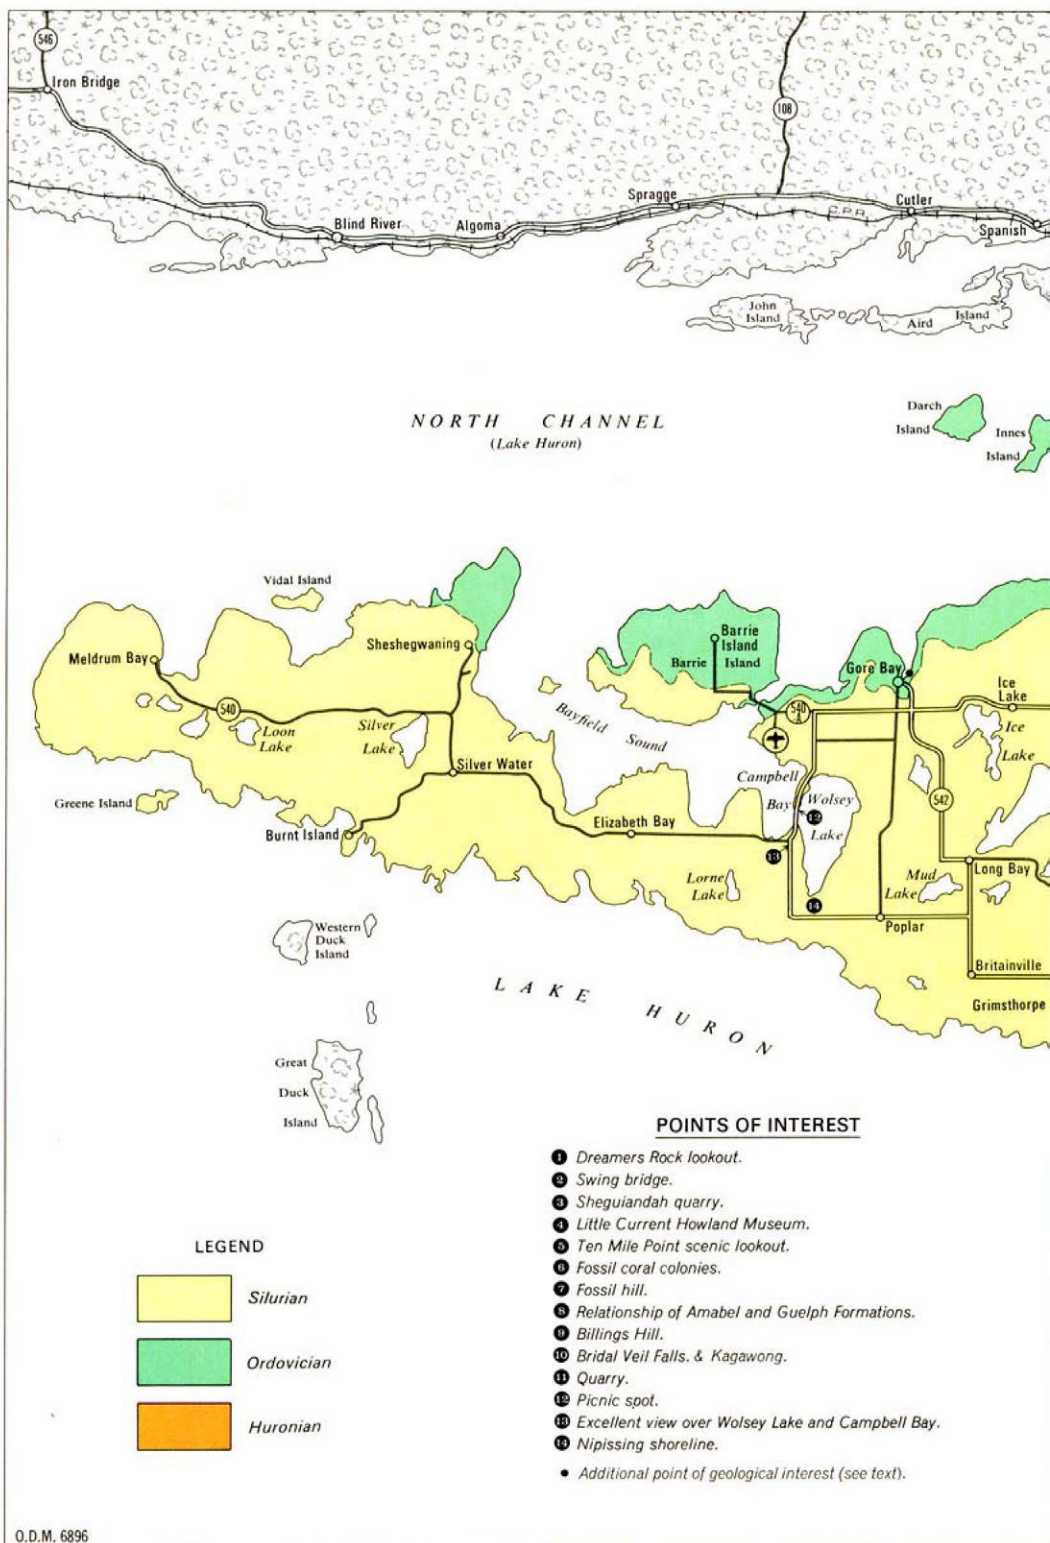 546
Iron Bridge
108
Spragge
Cutler
C.P.R.
Blind River
Algoma
Spanish
John
Island
Aird Island
NORTH CHANNEL
(Lake Huron)
Darch
Island
Innes
Island
Vidal Island
Sheshegwaning
Meldrum Bay
Barrie
Island
Barrie Island
Gore Bay
540
Loon
Lake
Silver
Lake
Bayfield Sound
540
A
Ice
Lake
Ice
Lake
Silver Water
Campbell
Bay
Wolsey
Lake
12
542
Greene Island
Burnt Island
Elizabeth Bay
13
Lorne
Lake
14
Mud
Lake
Long Bay
Poplar
Western
Duck
Island
Britainville
Grimsthorpe
LAKE HURON
Great
Duck
Island
POINTS OF INTEREST
1 Dreamers Rock lookout.
2 Swing bridge.
3 Sheguiandah quarry.
4 Little Current Howland Museum.
5 Ten Mile Point scenic lookout.
6 Fossil coral colonies.
7 Fossil hill.
8 Relationship of Amabel and Guelph Formations.
9 Billings Hill.
10 Bridal Veil Falls. & Kagawong.
11 Quarry.
12 Picnic spot.
13 Excellent view over Wolsey Lake and Campbell Bay.
14 Nipissing shoreline.
• Additional point of geological interest (see text).
LEGEND
Silurian
Ordovician
Huronian
O.D.M. 6896